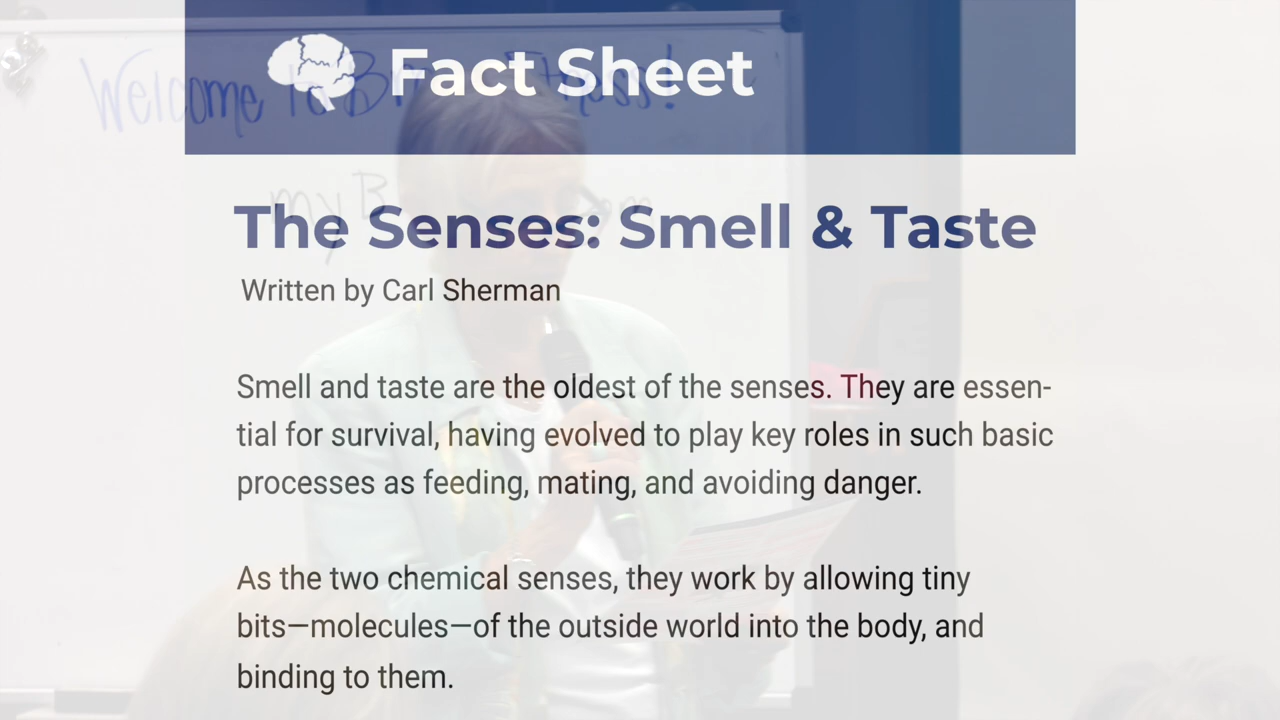 Fact Sheet
Welcome to
The Senses: Smell & Taste
my B
Written by Carl Sherman
Smell and taste are the oldest of the senses. They are essen-
tial for survival, having evolved to play key roles in such basic
processes as feeding, mating, and avoiding danger.
As the two chemical senses, they work by allowing tiny
bits—molecules—of the outside world into the body, and
binding to them.